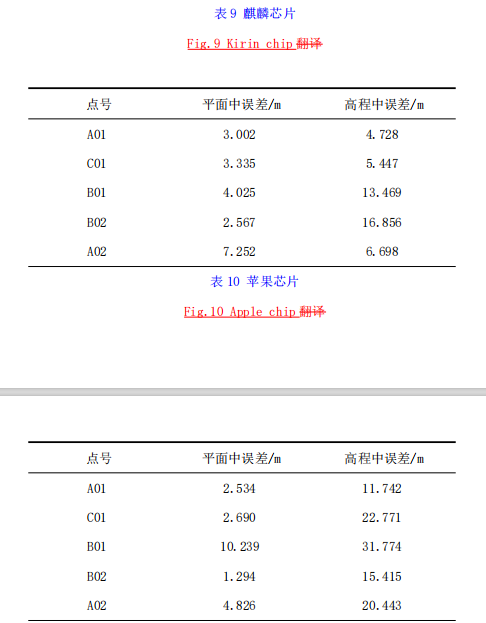 表 9 麒麟芯片
Fig.9 Kirin chip 翻译
点号 平面中误差/m 高程中误差/m
A01 3.002 4.728
C01 3.335 5.447
B01 4.025 13.469
B02 2.567 16.856
A02 7.252 6.698
表 10 苹果芯片
Fig.10 Apple chip 翻译
点号 平面中误差/m 高程中误差/m
A01 2.534 11.742
C01 2.690 22.771
B01 10.239 31.774
B02 1.294 15.415
A02 4.826 20.443